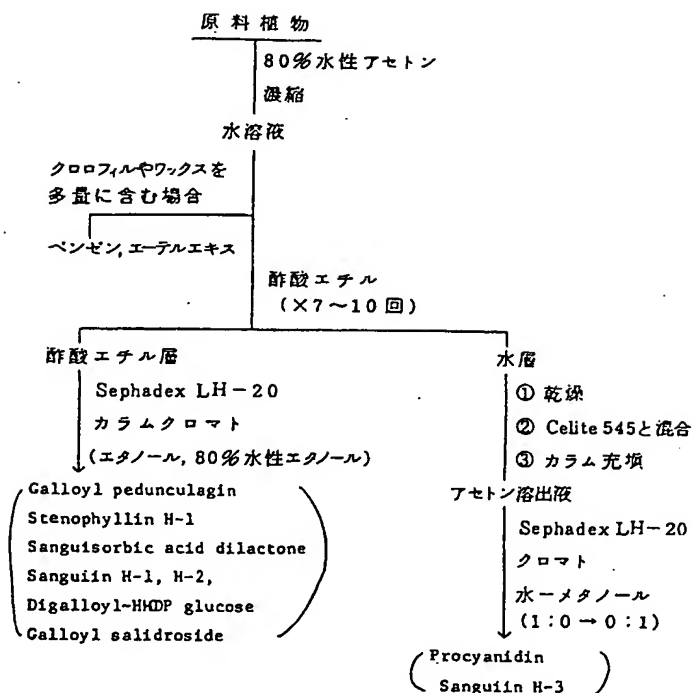 原料植物
80%水性アセトン
濃縮
水溶液
クロロフィルやワックスを
多量に含む場合
ベンゼン,エーテルエキス
酢酸エチル
(×7~10回)
酢酸エチル層
Sephadex LH-20
カラムクロマト
(エタノール,80%水性エタノール)
Galloyl pedunculagin
Stenophyllin H-1
Sanguisorbic acid dilactone
Sanguiin H-1, H-2,
Digalloyl-HHDP glucose
Galloyl salidroside
水層
① 乾燥
② Celite 545と混合
③ カラム充填
アセトン溶出液
Sephadex LH-20
クロマト
水-メタノール
(1:0→0:1)
Procyanidin
Sanguiin H-3